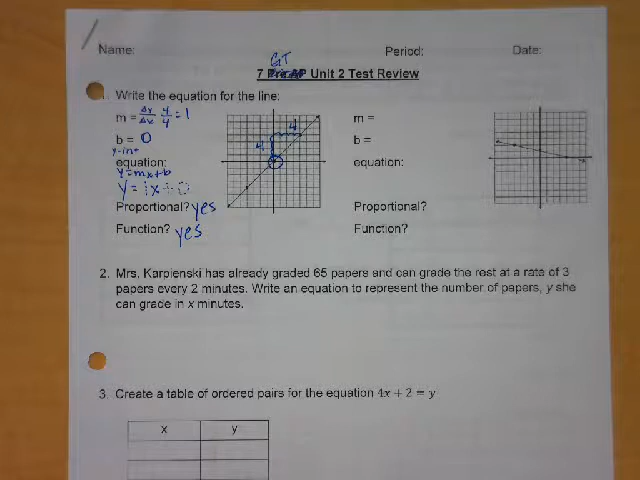 Name: Period: Date:
GT
7 Pre AP Unit 2 Test Review
1. Write the equation for the line:
m = Δy/Δx 4/4 = 1
b = 0
y-int
equation:
y=mx+b
y=1x+0
Proportional? yes
Function? yes
4
4
m =
b =
equation:
Proportional?
Function?
2. Mrs. Karpienski has already graded 65 papers and can grade the rest at a rate of 3
papers every 2 minutes. Write an equation to represent the number of papers, y she
can grade in x minutes.
3. Create a table of ordered pairs for the equation 4x + 2 = y
x y